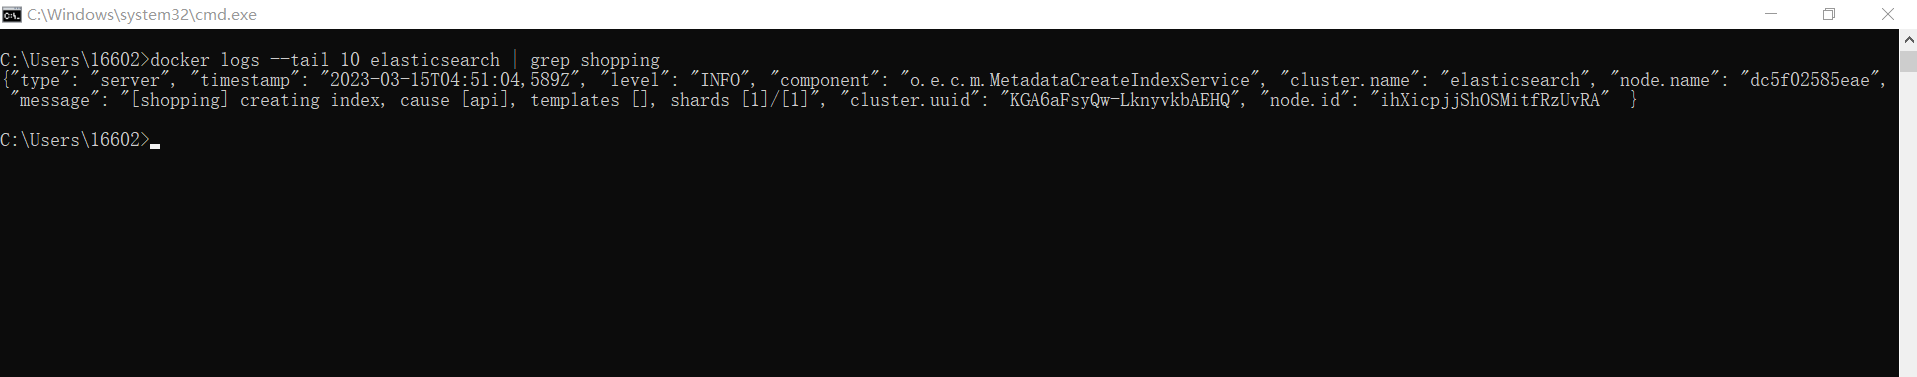 C:\Windows\system32\cmd.exe
C:\Users\16602>docker logs --tail 10 elasticsearch | grep shopping
{"type": "server", "timestamp": "2023-03-15T04:51:04,589Z", "level": "INFO", "component": "o.e.c.m.MetadataCreateIndexService", "cluster.name": "elasticsearch", "node.name": "dc5f02585eae",
"message": "[shopping] creating index, cause [api], templates [], shards [1]/[1]", "cluster.uuid": "KGA6aFsyQw-LknyvkbAEHQ", "node.id": "ihXicpjjShOSMitfRzUvRA"  }
C:\Users\16602>